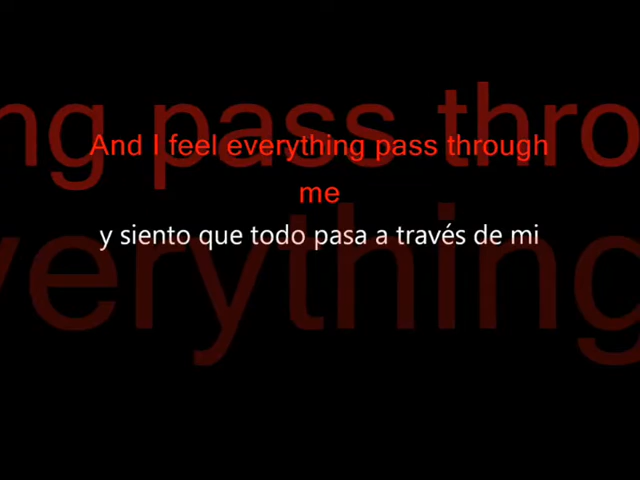 ng pass thro
And I feel everything pass through
me
y siento que todo pasa a través de mi
verything